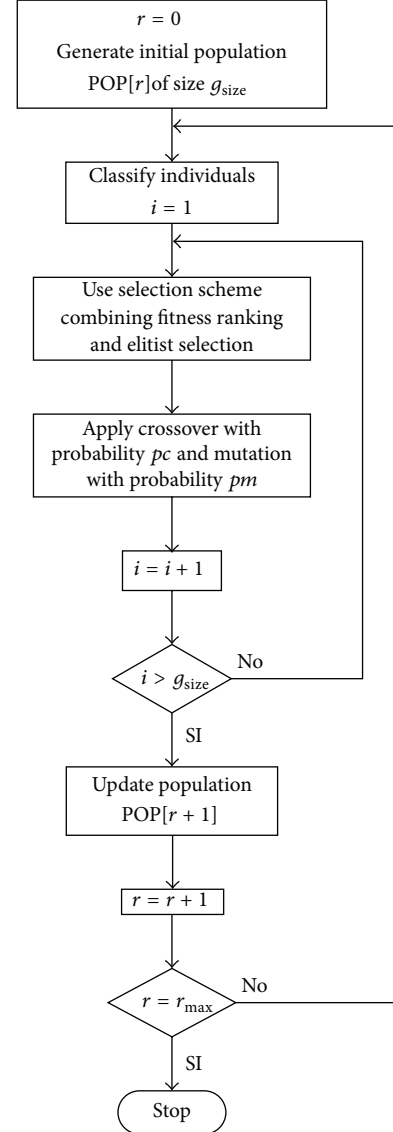 r = 0
Generate initial population
POP[r]of size g_size
Classify individuals
i = 1
Use selection scheme
combining fitness ranking
and elitist selection
Apply crossover with
probability pc and mutation
with probability pm
i = i + 1
i > g_size
No
SI
Update population
POP[r + 1]
r = r + 1
r = r_max
No
SI
Stop